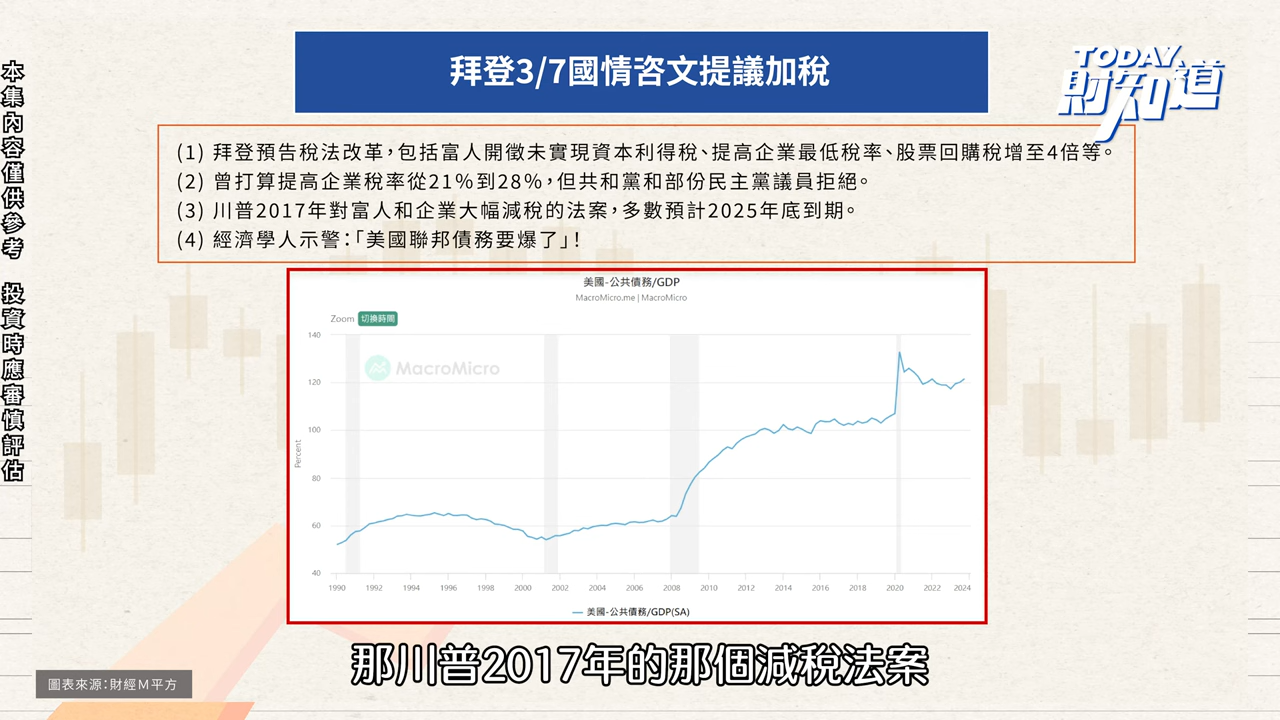 拜登3/7國情咨文提議加稅
TODAY
財知道
本集內容僅供參考 投資時應審慎評估
(1) 拜登預告稅法改革,包括富人開徵未實現資本利得稅、提高企業最低稅率、股票回購稅增至4倍等。
(2) 曾打算提高企業稅率從21%到28%,但共和黨和部份民主黨議員拒絕。
(3) 川普2017年對富人和企業大幅減稅的法案,多數預計2025年底到期。
(4) 經濟學人示警:「美國聯邦債務要爆了」!
美國-公共債務/GDP
MacroMicro.me | MacroMicro
Zoom 切換時間
MacroMicro
Percent
140
120
100
80
60
40
1990 1992 1994 1996 1998 2000 2002 2004 2006 2008 2010 2012 2014 2016 2018 2020 2022 2024
美國-公共債務/GDP(SA)
那川普2017年的那個減稅法案
圖表來源:財經M平方